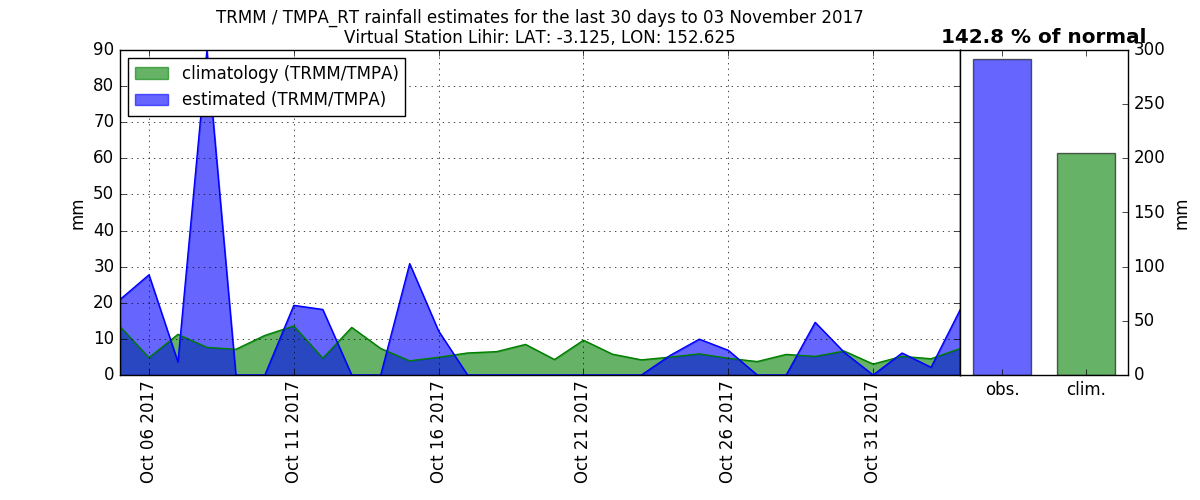 TRMM / TMPA_RT rainfall estimates for the last 30 days to 03 November 2017
Virtual Station Lihir: LAT: -3.125, LON: 152.625
142.8 % of normal
climatology (TRMM/TMPA)
estimated (TRMM/TMPA)
mm
90
80
70
60
50
40
30
20
10
0
Oct 06 2017
Oct 11 2017
Oct 16 2017
Oct 21 2017
Oct 26 2017
Oct 31 2017
obs.
clim.
300
250
200
150
100
50
0
mm